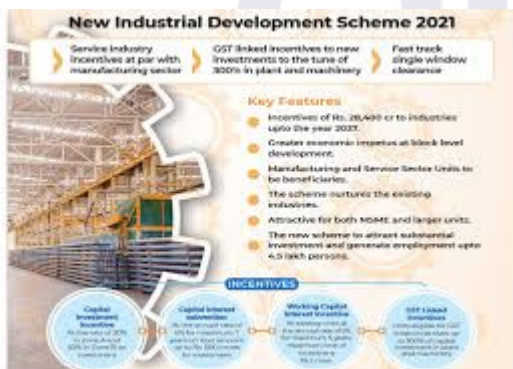 New Industrial Development Scheme 2021
Service industry
incentives at par with
manufacturing sector
GST linked incentives to new
investments to the tune of
300% in plant and machinery
Fast track
single window
clearance
Key Features
Incentives of Rs. 28,400 cr to industries
upto the year 2037.
Greater economic impetus at block level
development.
Manufacturing and Service Sector Units to
be beneficiaries.
The scheme nurtures the existing
industries.
Attractive for both MSME and larger units.
The new scheme to attract substantial
investment and generate employment upto
4.5 lakh persons.
INCENTIVES
Capital
Investment
Incentive
Capital Interest
subvention
Working Capital
Interest Incentive
GST Linked
Incentives